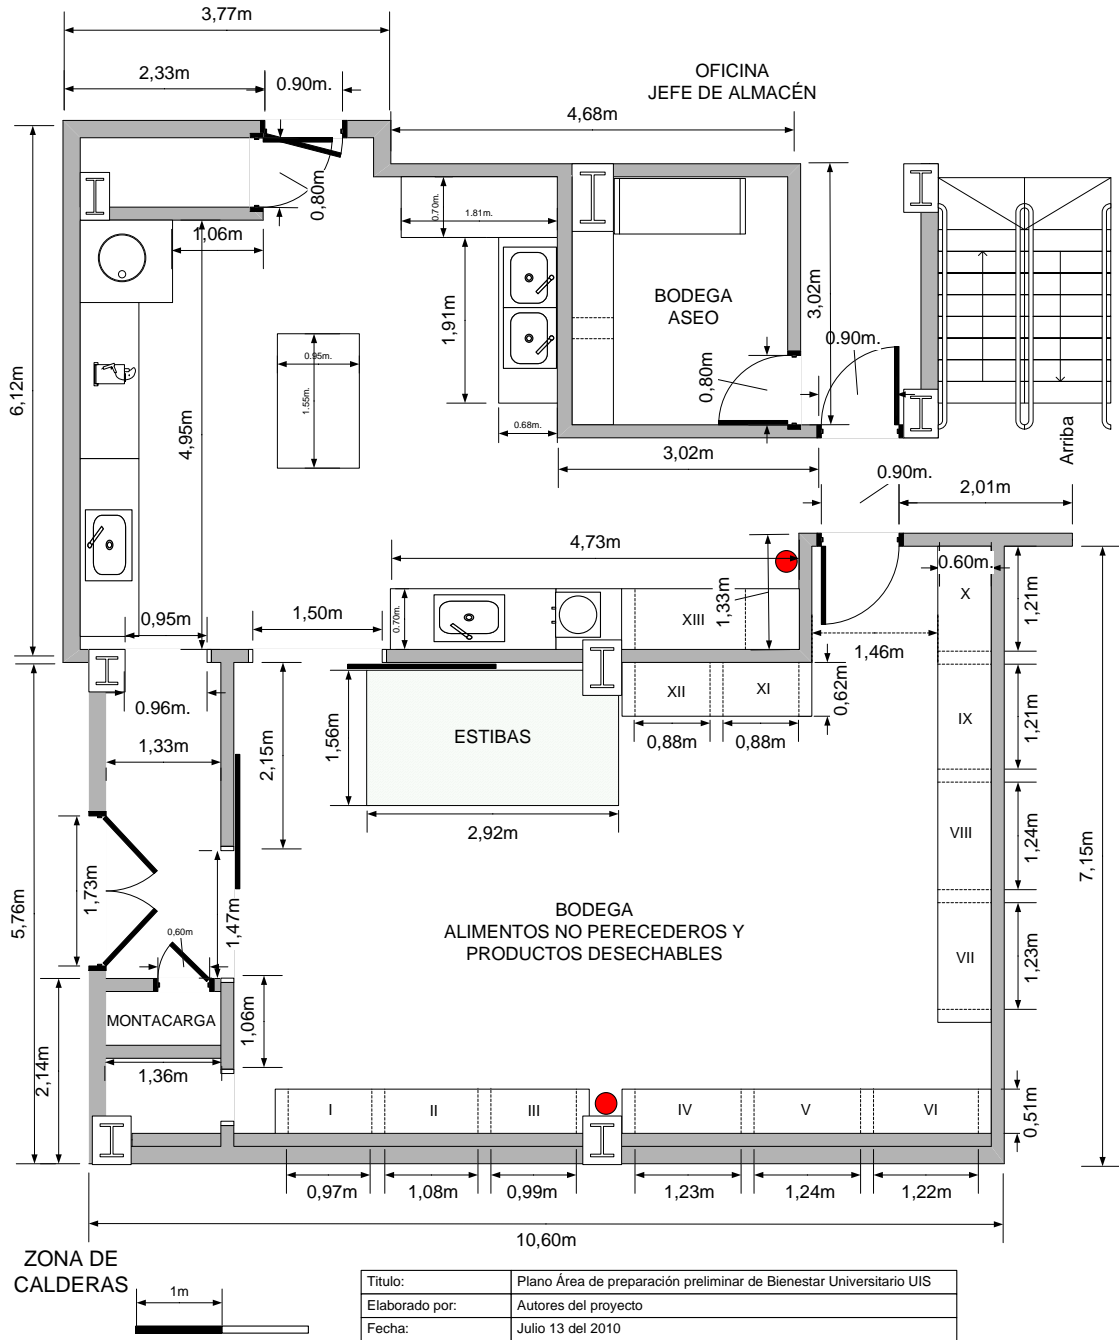 3,77m
2,33m
0.90m.
OFICINA
JEFE DE ALMACÉN
4,68m
0,80m
0.70m.
1.81m.
1,06m
BODEGA
ASEO
3,02m
1,91m
0.90m.
0.95m.
1.55m.
0,80m
6,12m
4,95m
0.68m.
Arriba
3,02m
0.90m.
2,01m
4,73m
0.60m.
X
1,21m
0,95m
1,50m
0.70m.
XIII
1,33m
1,46m
0.96m.
XII
XI
0,62m
IX
1,21m
1,33m
2,15m
1,56m
ESTIBAS
0,88m
0,88m
2,92m
VIII
1,24m
7,15m
5,76m
1,73m
1,47m
0,60m
BODEGA
ALIMENTOS NO PERECEDEROS Y
PRODUCTOS DESECHABLES
VII
1,23m
MONTACARGA
1,06m
2,14m
1,36m
I
II
III
IV
V
VI
0,51m
0,97m
1,08m
0,99m
1,23m
1,24m
1,22m
10,60m
ZONA DE
CALDERAS
1m
Titulo: Plano Área de preparación preliminar de Bienestar Universitario UIS
Elaborado por: Autores del proyecto
Fecha: Julio 13 del 2010